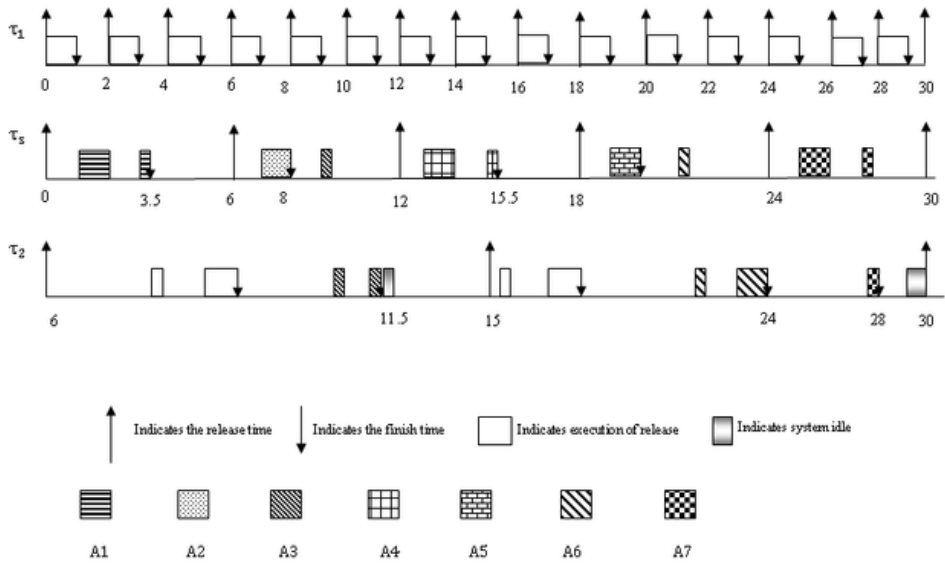 τ1
0 2 4 6 8 10 12 14 16 18 20 22 24 26 28 30
τs
0 3.5 6 8 12 15.5 18 24 30
τ2
6 11.5 15 24 28 30
Indicates the release time Indicates the finish time Indicates execution of release Indicates system idle
A1 A2 A3 A4 A5 A6 A7